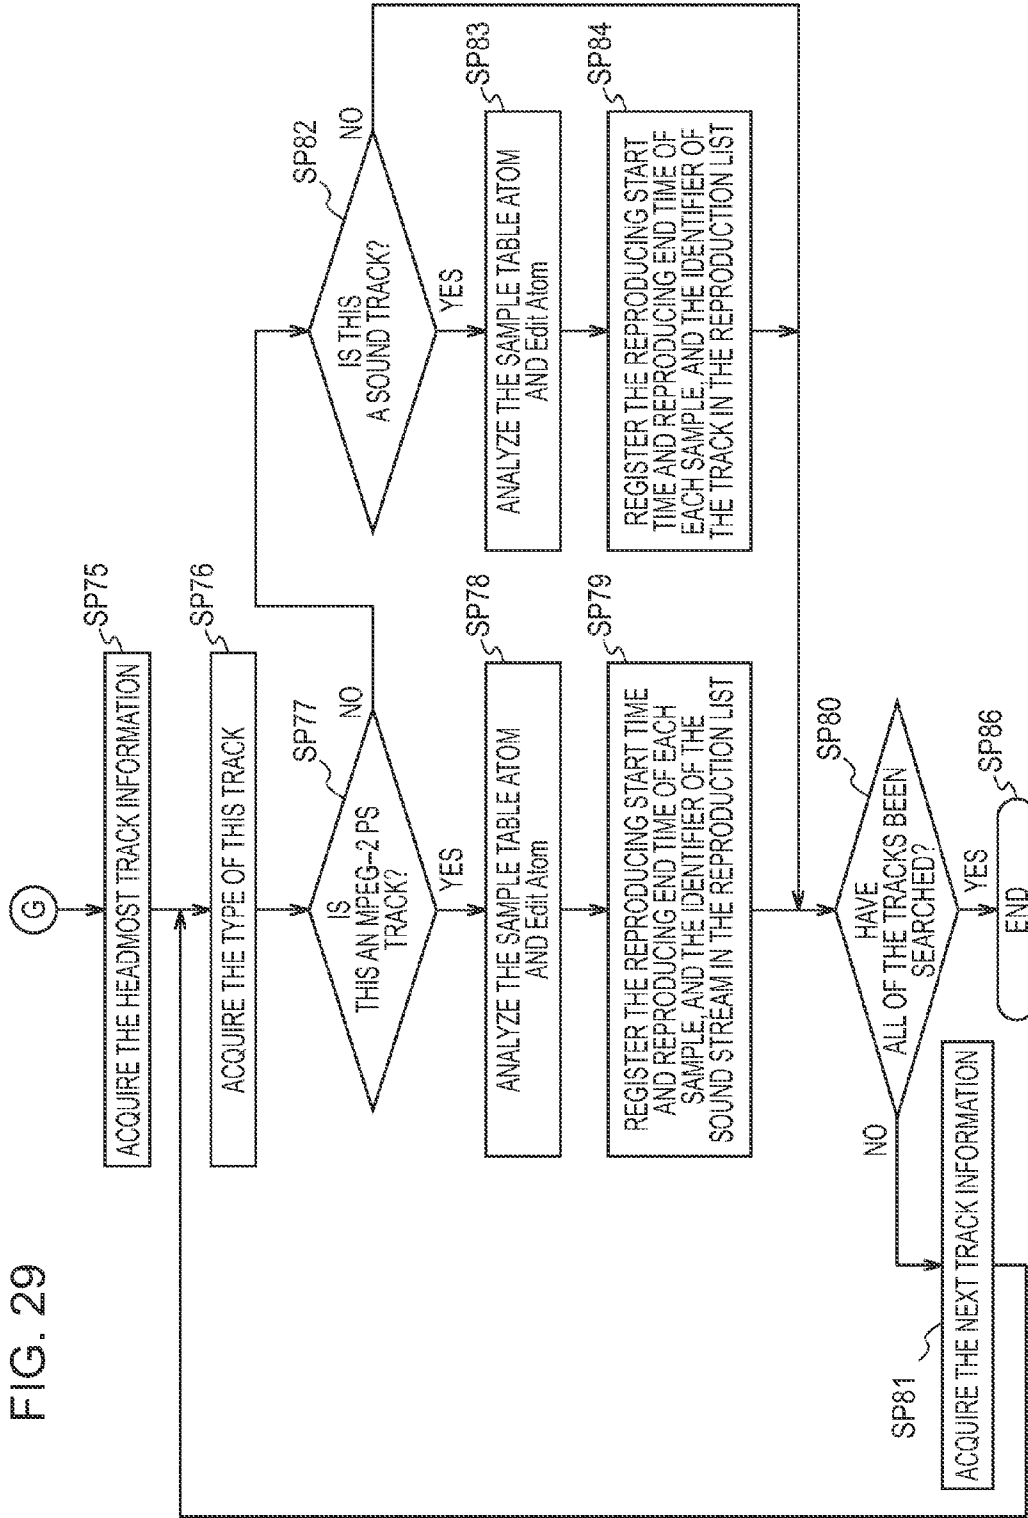 FIG. 29
G
ACQUIRE THE HEADMOST TRACK INFORMATION
SP75
ACQUIRE THE TYPE OF THIS TRACK
SP76
IS
THIS AN MPEG-2 PS
TRACK?
SP77
NO
YES
ANALYZE THE SAMPLE TABLE ATOM
AND Edit Atom
SP78
REGISTER THE REPRODUCING START TIME
AND REPRODUCING END TIME OF EACH
SAMPLE, AND THE IDENTIFIER OF THE
SOUND STREAM IN THE REPRODUCTION LIST
SP79
IS THIS
A SOUND TRACK?
SP82
NO
YES
ANALYZE THE SAMPLE TABLE ATOM
AND Edit Atom
SP83
REGISTER THE REPRODUCING START
TIME AND REPRODUCING END TIME OF
EACH SAMPLE, AND THE IDENTIFIER OF
THE TRACK IN THE REPRODUCTION LIST
SP84
HAVE
ALL OF THE TRACKS BEEN
SEARCHED?
SP80
NO
YES
ACQUIRE THE NEXT TRACK INFORMATION
SP81
END
SP86